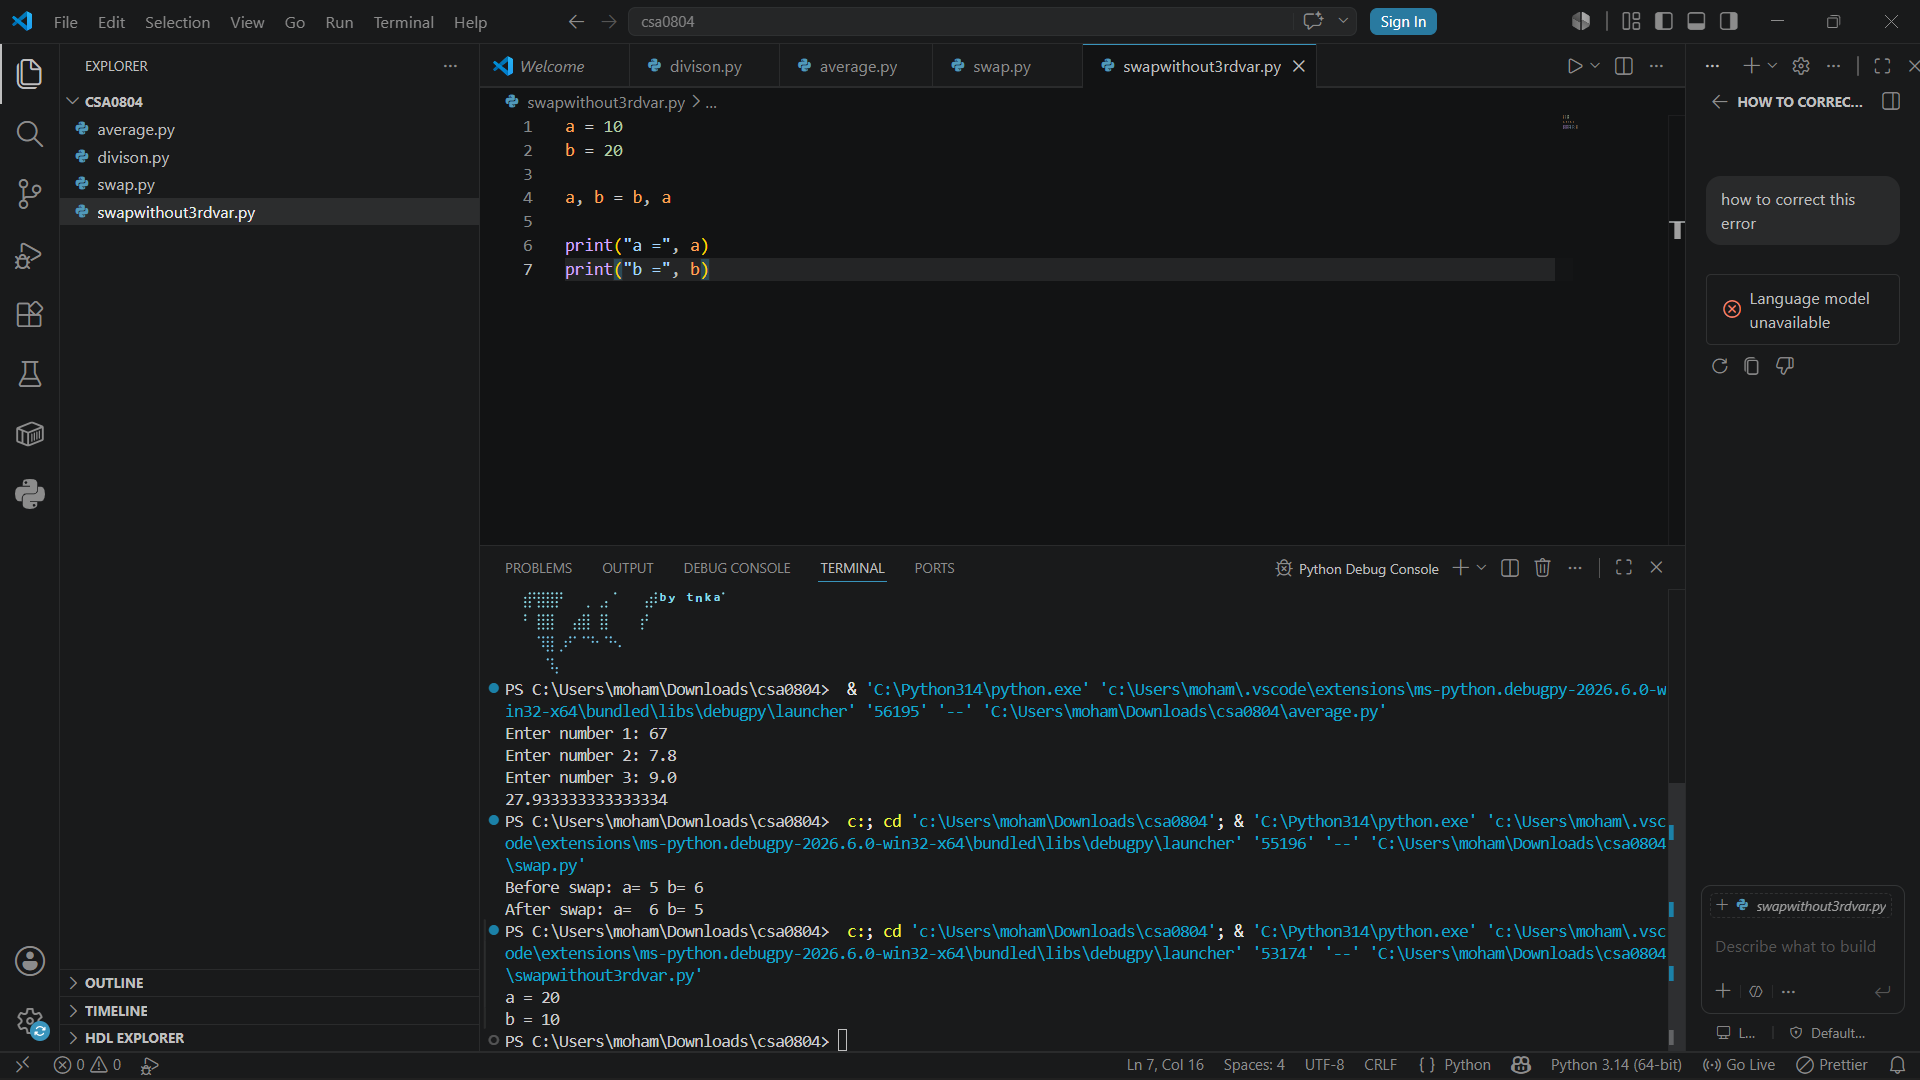 File Edit Selection View Go Run Terminal Help
csa0804
Sign In
EXPLORER
CSA0804
average.py
divison.py
swap.py
swapwithout3rdvar.py
OUTLINE
TIMELINE
HDL EXPLORER
Welcome divison.py average.py swap.py swapwithout3rdvar.py
swapwithout3rdvar.py > ...
1 a = 10
2 b = 20
3
4 a, b = b, a
5
6 print("a =", a)
7 print("b =", b)
PROBLEMS OUTPUT DEBUG CONSOLE TERMINAL PORTS
Python Debug Console
by tnka
PS C:\Users\moham\Downloads\csa0804> & 'C:\Python314\python.exe' 'c:\Users\moham\.vscode\extensions\ms-python.debugpy-2026.6.0-w
in32-x64\bundled\libs\debugpy\launcher' '56195' '--' 'C:\Users\moham\Downloads\csa0804\average.py'
Enter number 1: 67
Enter number 2: 7.8
Enter number 3: 9.0
27.933333333333334
PS C:\Users\moham\Downloads\csa0804> c:; cd 'c:\Users\moham\Downloads\csa0804'; & 'C:\Python314\python.exe' 'c:\Users\moham\.vsc
ode\extensions\ms-python.debugpy-2026.6.0-win32-x64\bundled\libs\debugpy\launcher' '55196' '--' 'C:\Users\moham\Downloads\csa0804
\swap.py'
Before swap: a= 5 b= 6
After swap: a=  6 b= 5
PS C:\Users\moham\Downloads\csa0804> c:; cd 'c:\Users\moham\Downloads\csa0804'; & 'C:\Python314\python.exe' 'c:\Users\moham\.vsc
ode\extensions\ms-python.debugpy-2026.6.0-win32-x64\bundled\libs\debugpy\launcher' '53174' '--' 'C:\Users\moham\Downloads\csa0804
\swapwithout3rdvar.py'
a = 20
b = 10
PS C:\Users\moham\Downloads\csa0804>
HOW TO CORREC...
how to correct this
error
Language model
unavailable
swapwithout3rdvar.py
Describe what to build
L... Default...
0 0
Ln 7, Col 16 Spaces: 4 UTF-8 CRLF { } Python Python 3.14 (64-bit) Go Live Prettier